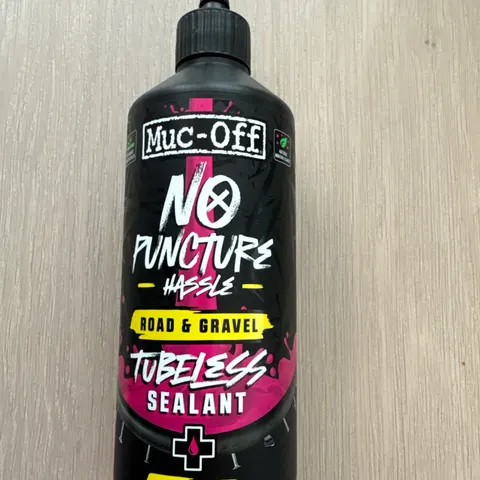 Muc-Off
NO
PUNCTURE
HASSLE
ROAD & GRAVEL
TUBELESS
SEALANT